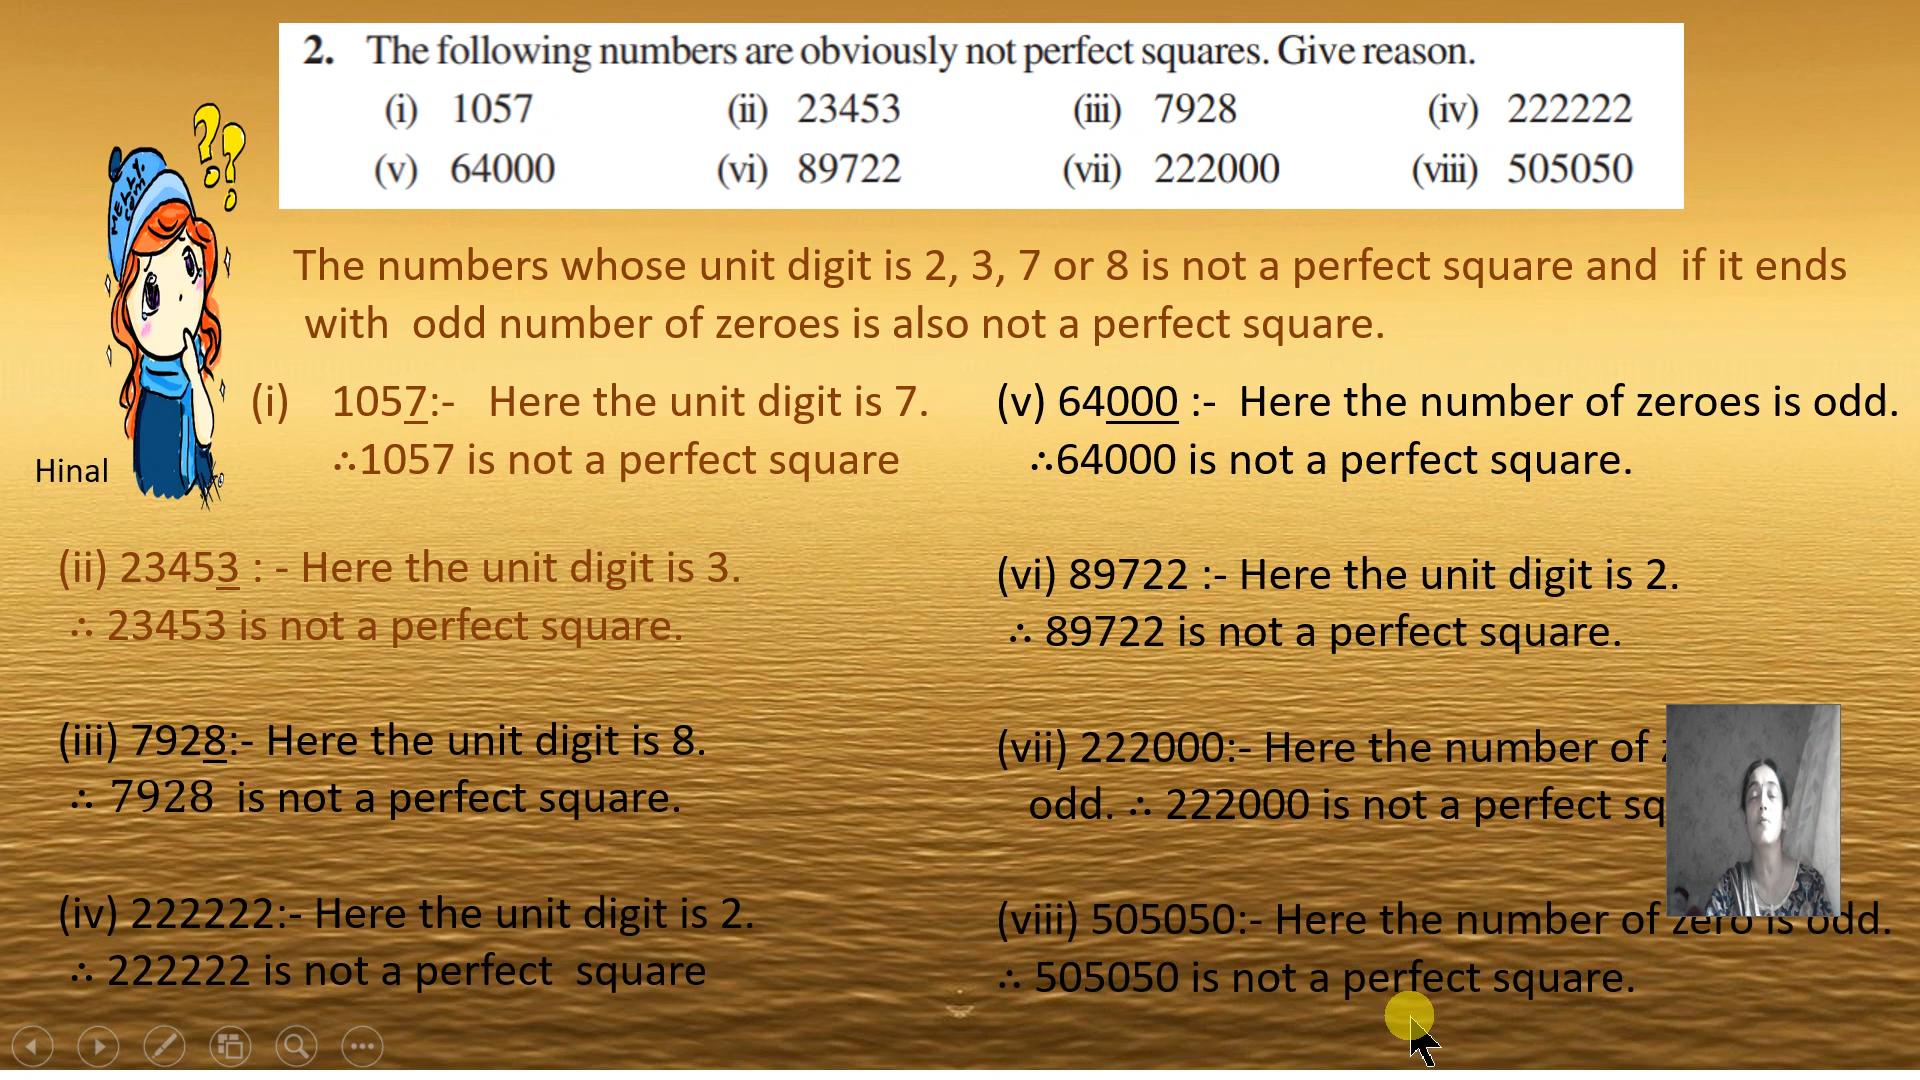 2. The following numbers are obviously not perfect squares. Give reason.
(i) 1057 (ii) 23453 (iii) 7928 (iv) 222222
(v) 64000 (vi) 89722 (vii) 222000 (viii) 505050
The numbers whose unit digit is 2, 3, 7 or 8 is not a perfect square and if it ends
with odd number of zeroes is also not a perfect square.
Hinal
(i) 1057:- Here the unit digit is 7.
∴1057 is not a perfect square
(ii) 23453 : - Here the unit digit is 3.
∴ 23453 is not a perfect square.
(iii) 7928:- Here the unit digit is 8.
∴ 7928 is not a perfect square.
(iv) 222222:- Here the unit digit is 2.
∴ 222222 is not a perfect square
(v) 64000 :- Here the number of zeroes is odd.
∴64000 is not a perfect square.
(vi) 89722 :- Here the unit digit is 2.
∴ 89722 is not a perfect square.
(vii) 222000:- Here the number of
odd. ∴ 222000 is not a perfect sq
(viii) 505050:- Here the number of zero is odd.
∴ 505050 is not a perfect square.